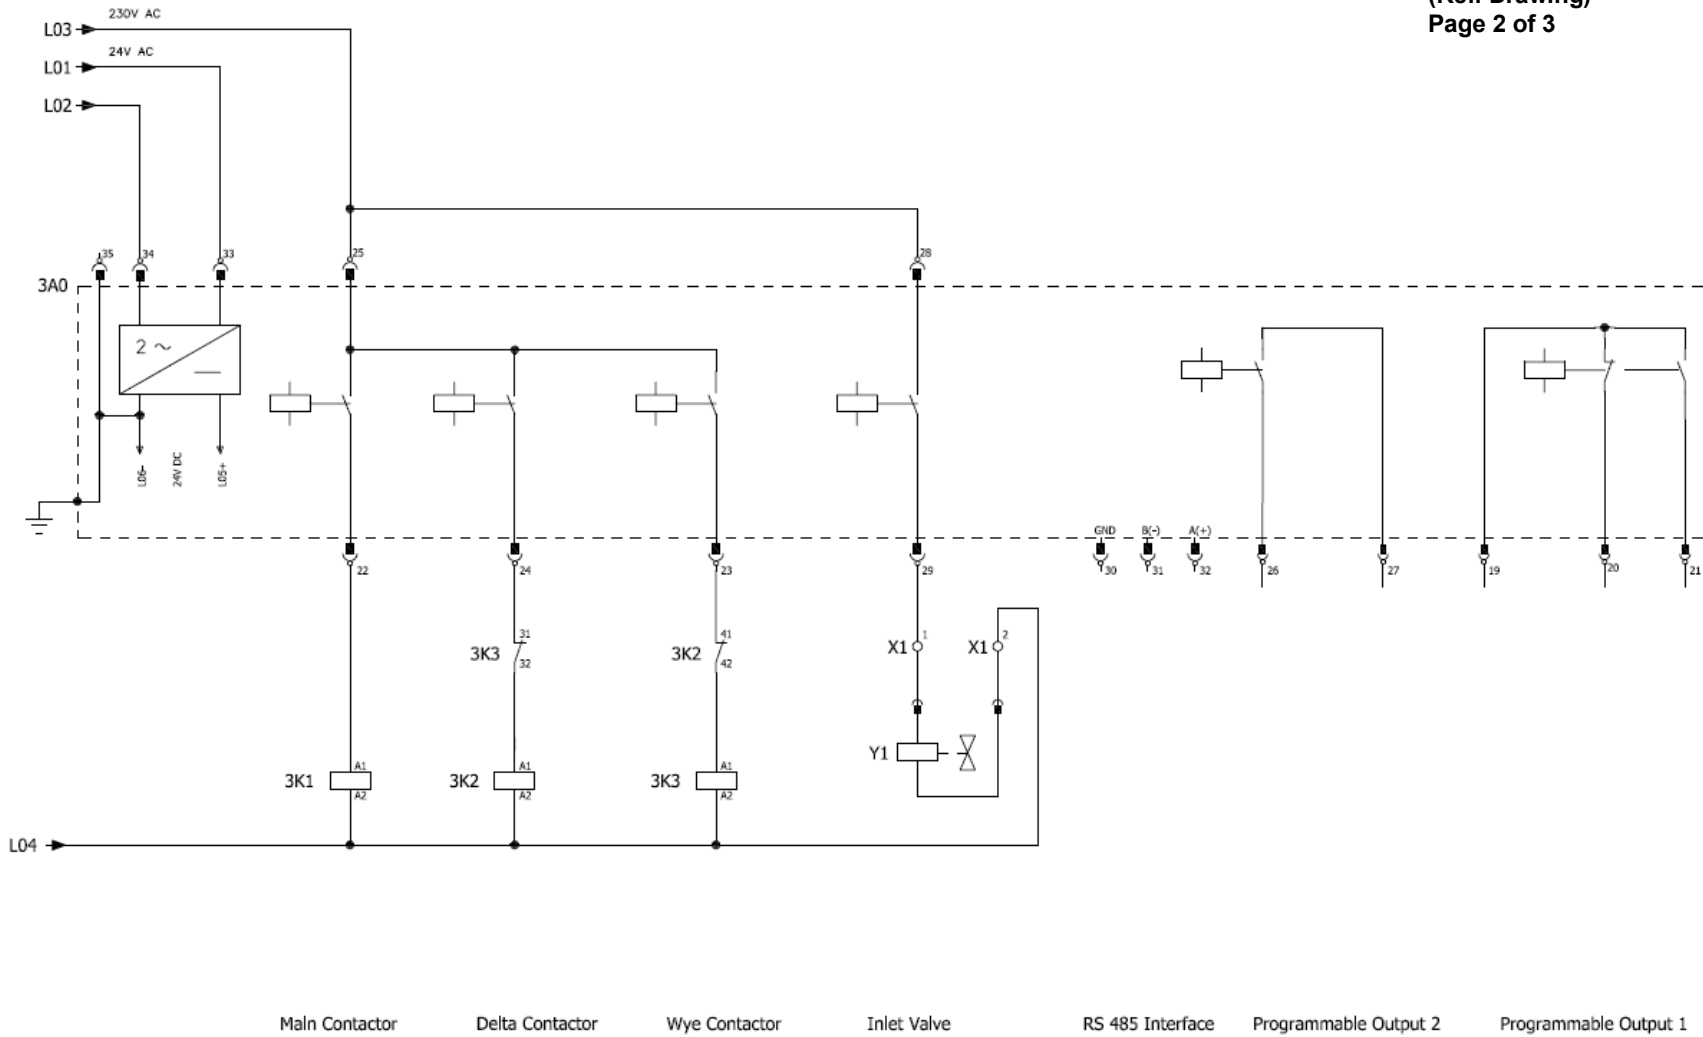 Page 2 of 3
230V AC
L03
24V AC
L01
L02
35
34
33
25
28
3A0
2 ~
L06-
24V DC
L05+
GND
B(-)
A(+)
22
24
23
29
30
31
32
26
27
19
20
21
31
3K3
32
41
3K2
42
X1
1
X1
2
Y1
3K1
A1
A2
3K2
A1
A2
3K3
A1
A2
L04
Main Contactor
Delta Contactor
Wye Contactor
Inlet Valve
RS 485 Interface
Programmable Output 2
Programmable Output 1